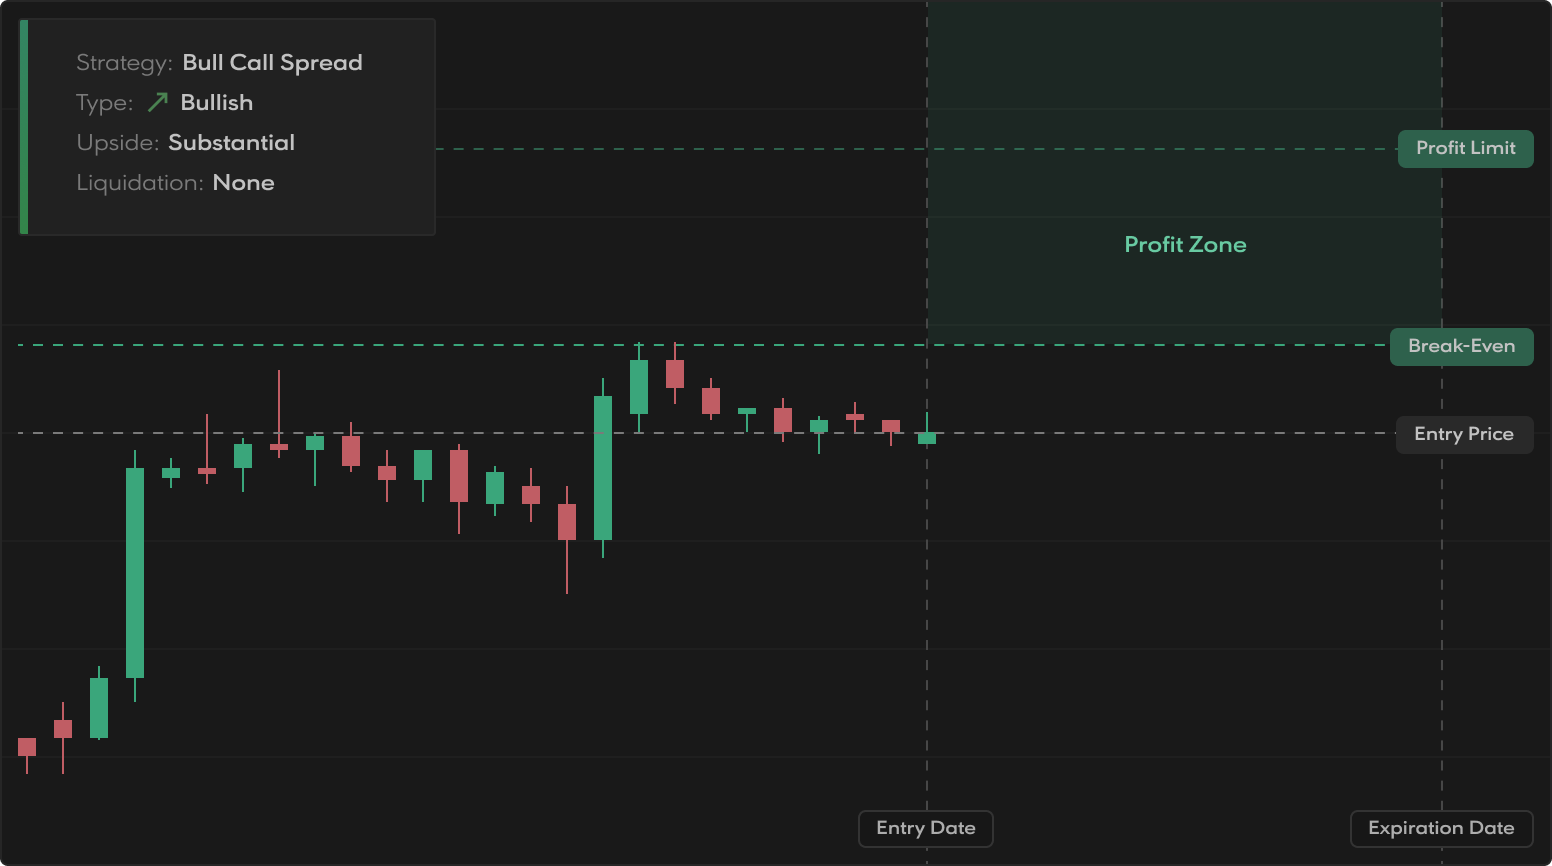 Strategy: Bull Call Spread
Type: Bullish
Upside: Substantial
Liquidation: None
Profit Limit
Profit Zone
Break-Even
Entry Price
Entry Date
Expiration Date